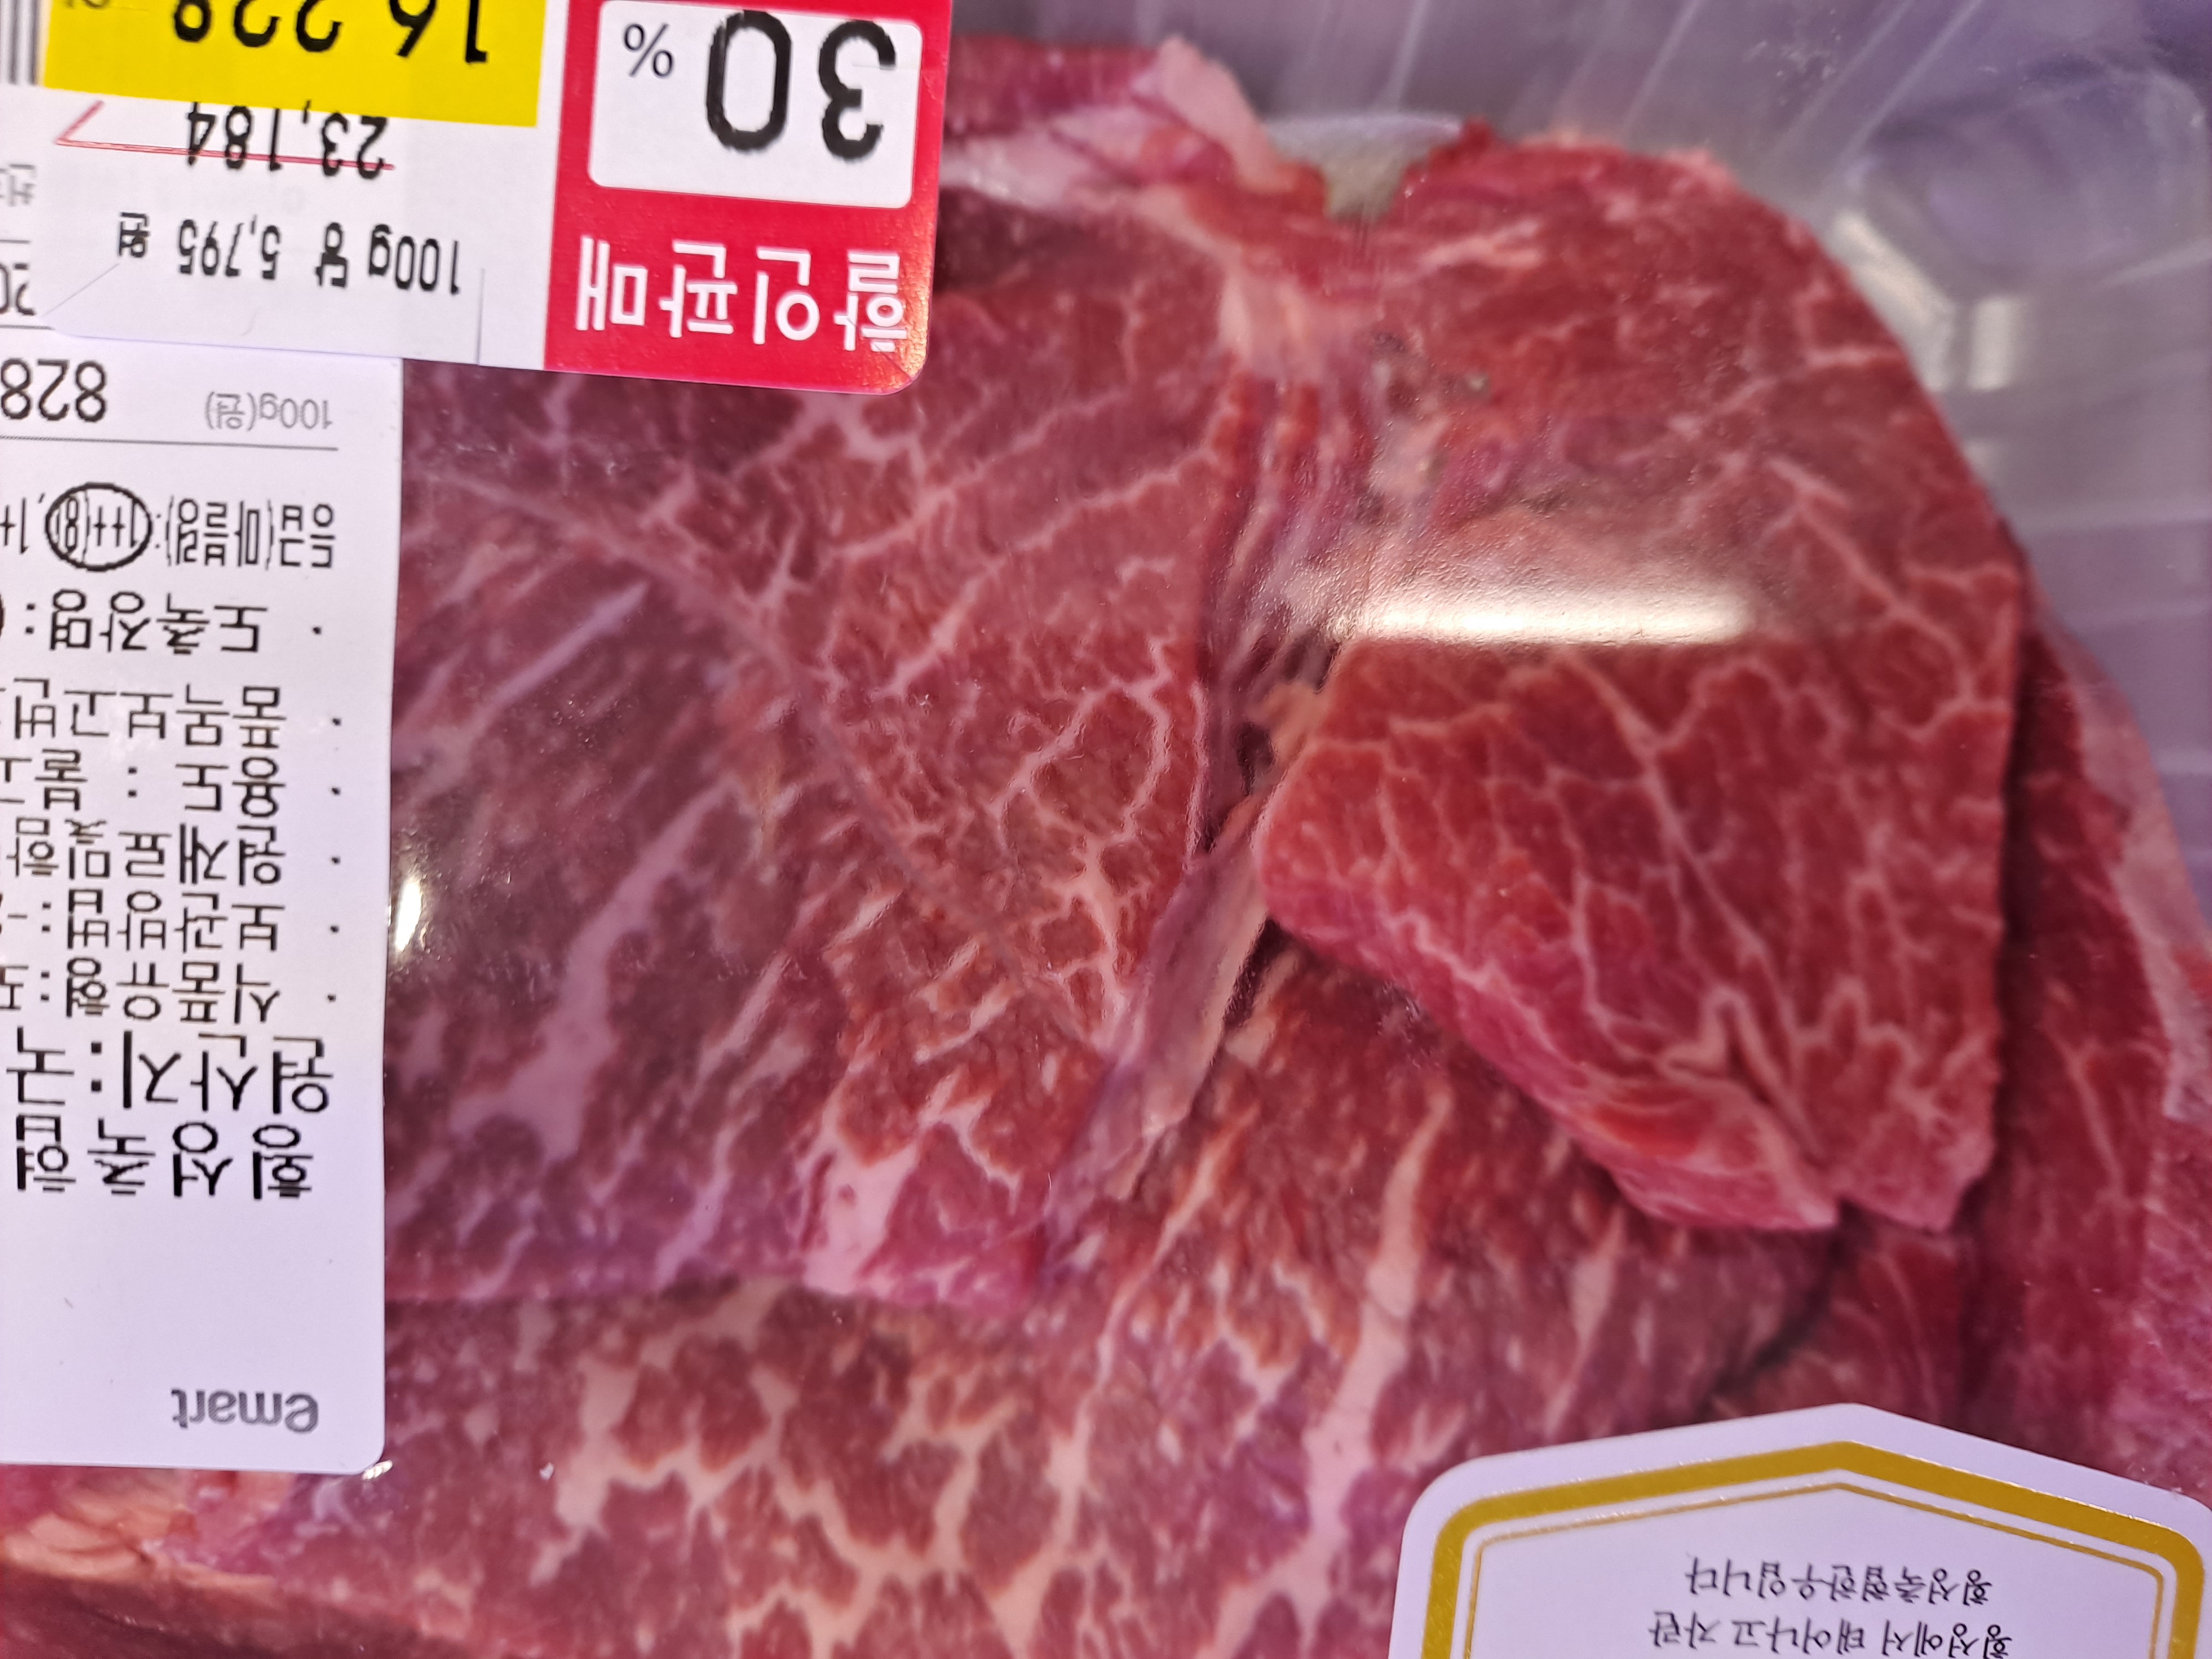 횡성에서 태어나고 자란
횡성축협한우입니다
emart
횡성축협
원산지:국
· 식품유형:포
· 보관방법:-
· 원재료및함
· 용도 : 불고
· 품목보고번
· 도축장명:
등급(마블링):1++(8),1+
100g(원)
828
할인판매
100g 당 5,795 원
23,184
30 %
16,228